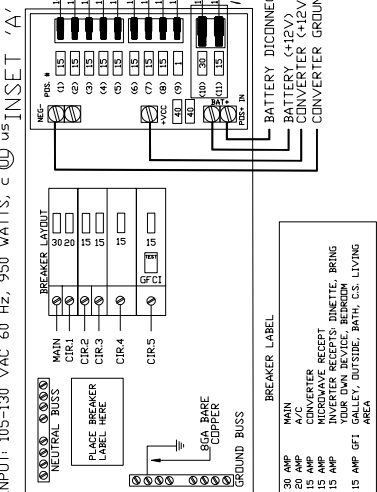 INPUT: 105-130 VAC 60 Hz, 950 WATTS, c UL us
INSET 'A'
POS. #
(1) (2) (3) (4) (5) (6) (7) (8) (9) (10) (11)
15 15 15 15 15 15 15 15 1 30 15
NEG-
+VCC
40
40
BAT+
POS+ IN
BATTERY DICONNE
BATTERY (+12V)
CONVERTER (+12V
CONVERTER GROUN
BREAKER LAYOUT
30 20 15 15 15 15
TEST
GFCI
MAIN
CIR.1
CIR.2
CIR.3
CIR.4
CIR.5
NEUTRAL BUSS
PLACE BREAKER
LABEL HERE
8GA BARE
COPPER
GROUND BUSS
BREAKER LABEL
30 AMP MAIN
20 AMP A/C
15 AMP CONVERTER
15 AMP MICROWAVE RECEPT
15 AMP INVERTER RECEPTS: DINETTE, BRING
YOUR OWN DEVICE, BEDROOM
15 AMP GFI GALLEY, OUTSIDE, BATH, C.S. LIVING
AREA